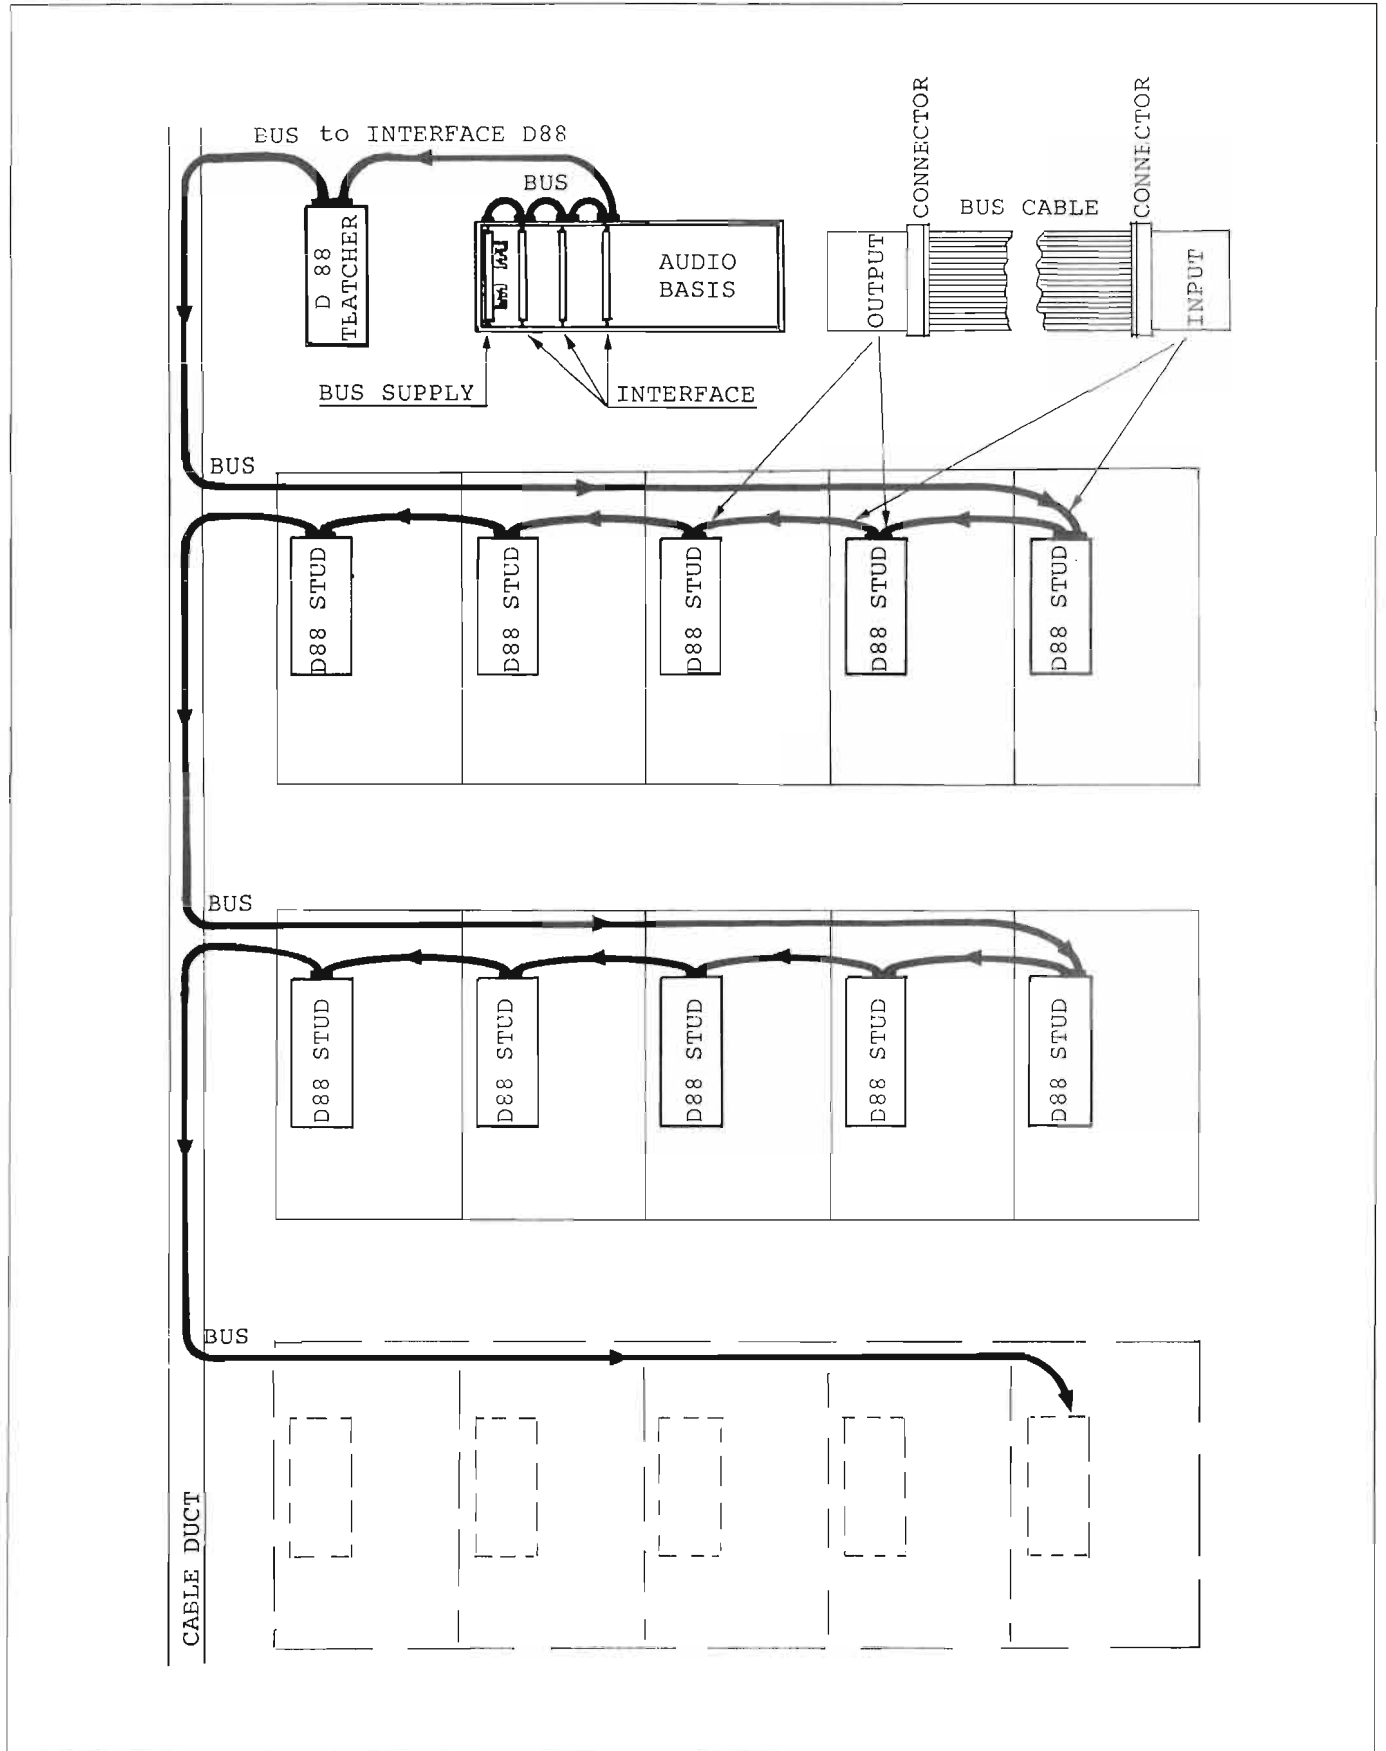 BUS to INTERFACE D88
BUS
D 88
TEATCHER
AUDIO
BASIS
BUS SUPPLY
INTERFACE
CONNECTOR
BUS CABLE
CONNECTOR
OUTPUT
INPUT
BUS
D88 STUD
D88 STUD
D88 STUD
D88 STUD
D88 STUD
BUS
D88 STUD
D88 STUD
D88 STUD
D88 STUD
D88 STUD
BUS
CABLE DUCT